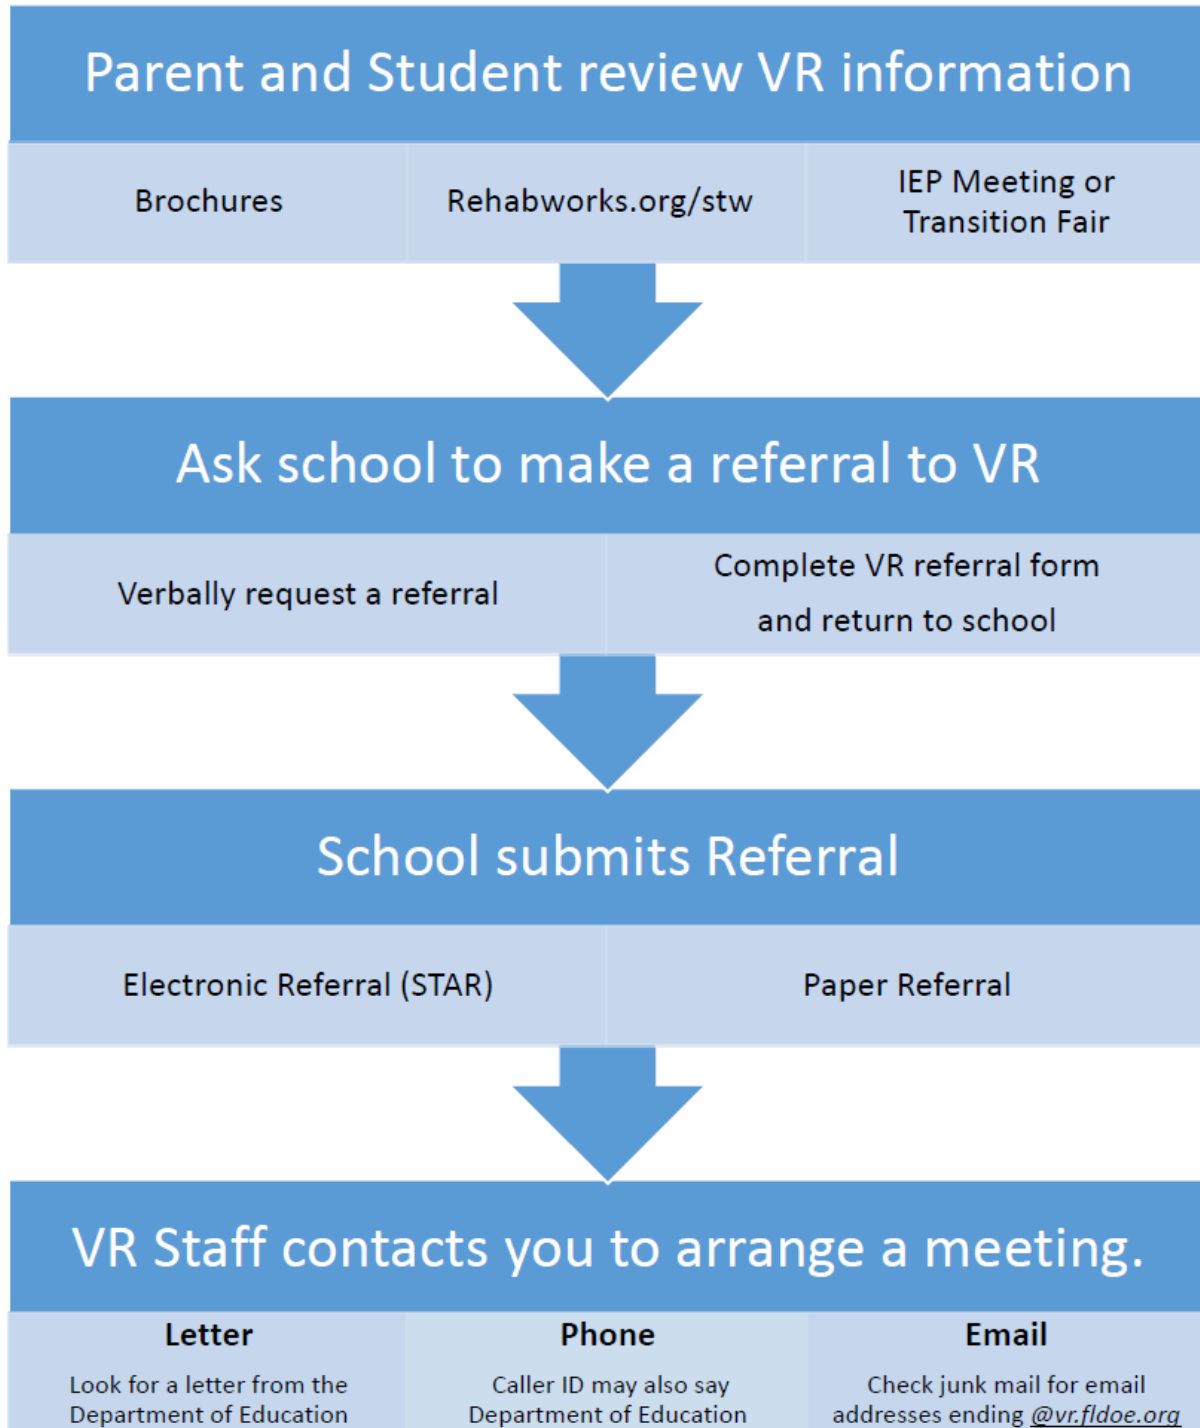 Parent and Student review VR information
Brochures
Rehabworks.org/stw
IEP Meeting or
Transition Fair
Ask school to make a referral to VR
Verbally request a referral
Complete VR referral form
and return to school
School submits Referral
Electronic Referral (STAR)
Paper Referral
VR Staff contacts you to arrange a meeting.
Letter
Look for a letter from the
Department of Education
Phone
Caller ID may also say
Department of Education
Email
Check junk mail for email
addresses ending @vr.fldoe.org